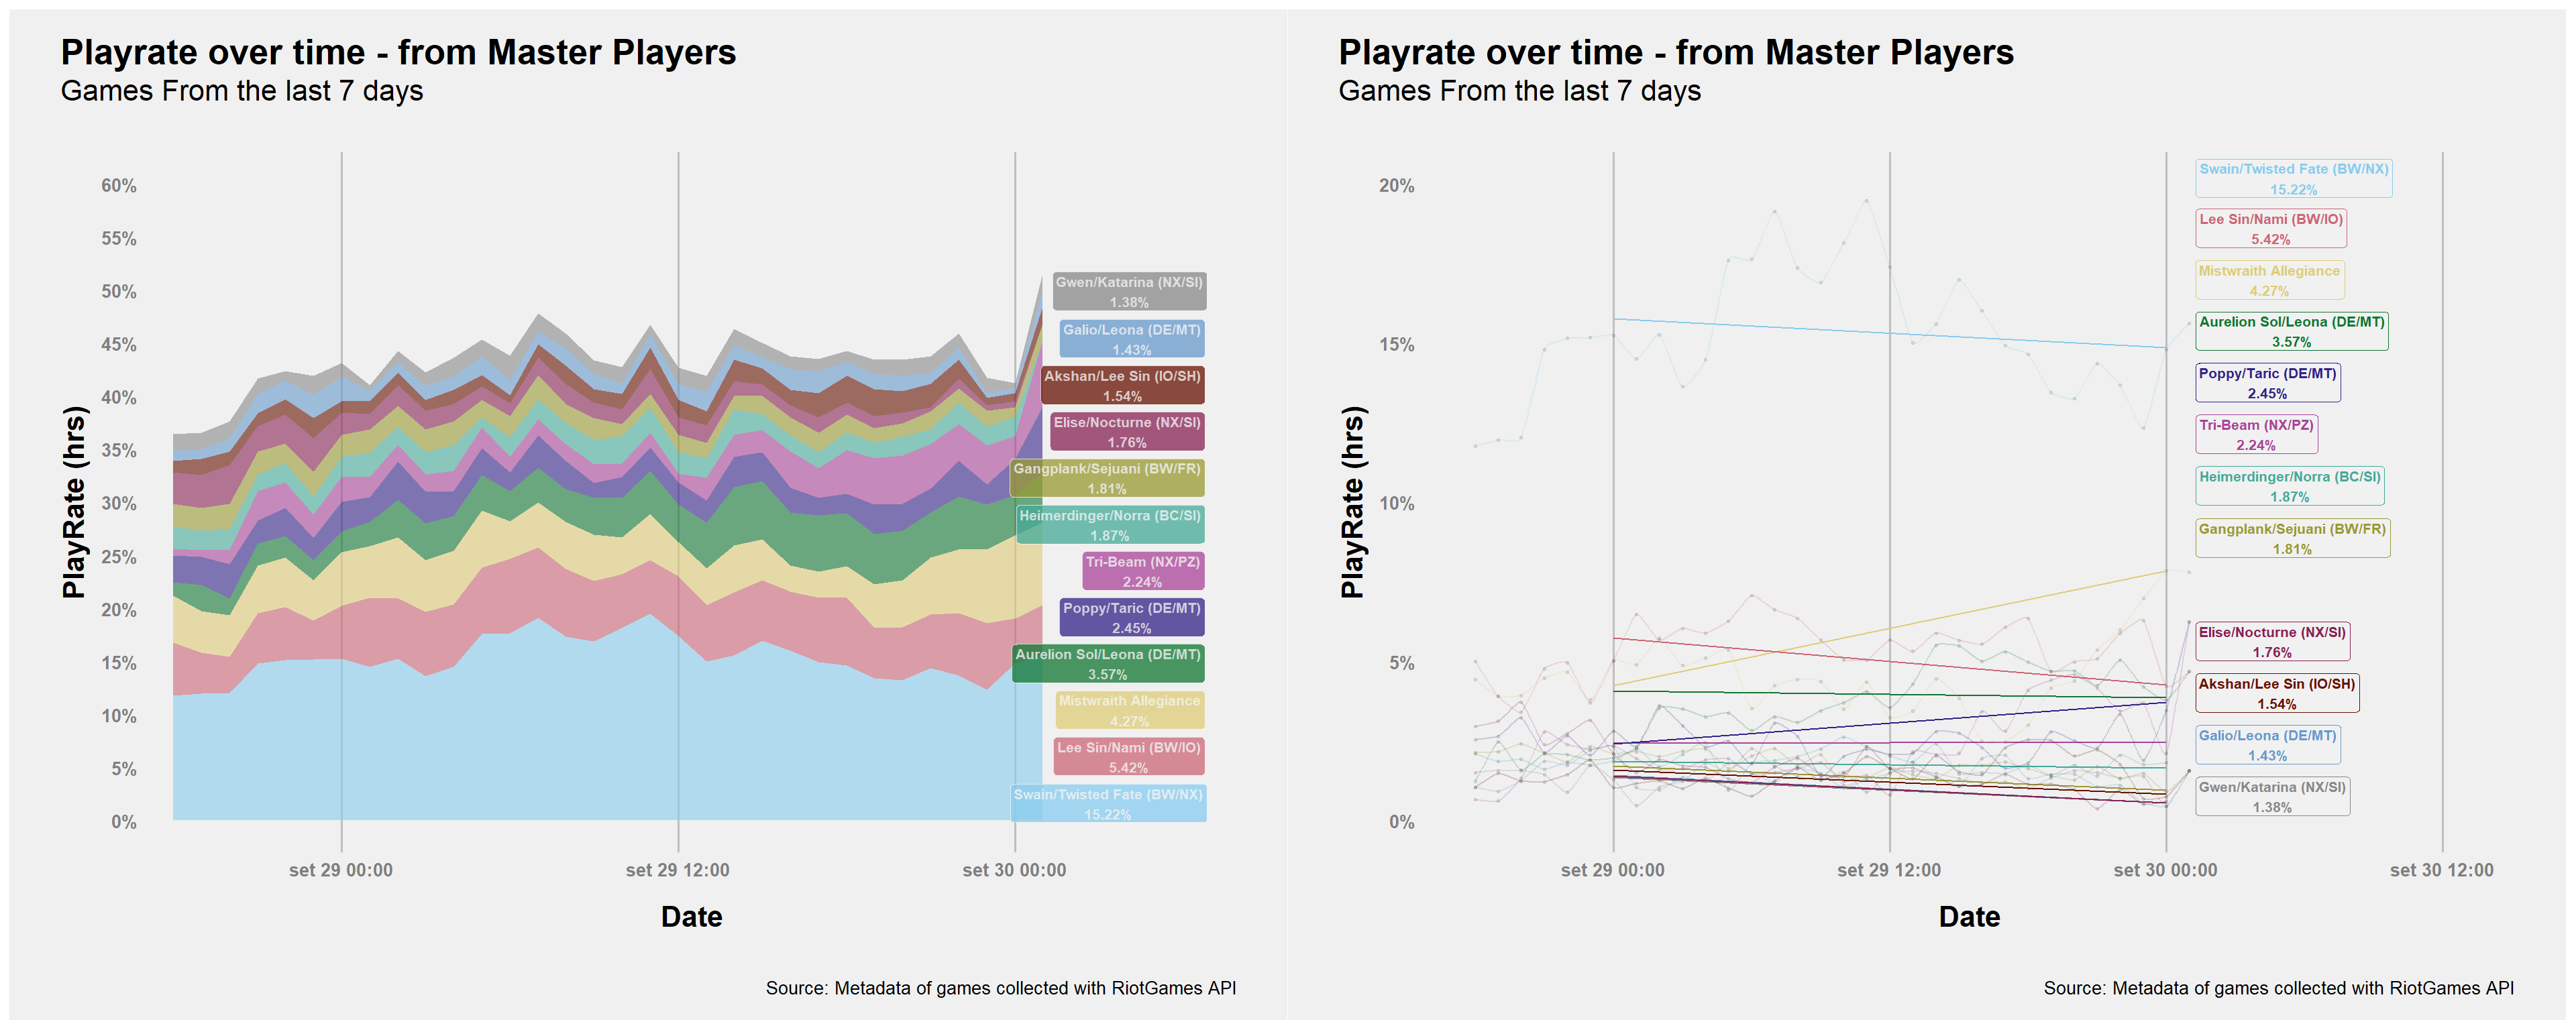 Playrate over time - from Master Players
Games From the last 7 days
PlayRate (hrs)
60%
55%
50%
45%
40%
35%
30%
25%
20%
15%
10%
5%
0%
Gwen/Katarina (NX/SI)
1.38%
Galio/Leona (DE/MT)
1.43%
Akshan/Lee Sin (IO/SH)
1.54%
Elise/Nocturne (NX/SI)
1.76%
Gangplank/Sejuani (BW/FR)
1.81%
Heimerdinger/Norra (BC/SI)
1.87%
Tri-Beam (NX/PZ)
2.24%
Poppy/Taric (DE/MT)
2.45%
Aurelion Sol/Leona (DE/MT)
3.57%
Mistwraith Allegiance
4.27%
Lee Sin/Nami (BW/IO)
5.42%
Swain/Twisted Fate (BW/NX)
15.22%
set 29 00:00
set 29 12:00
set 30 00:00
Date
Source: Metadata of games collected with RiotGames API
Playrate over time - from Master Players
Games From the last 7 days
PlayRate (hrs)
20%
15%
10%
5%
0%
Swain/Twisted Fate (BW/NX)
15.22%
Lee Sin/Nami (BW/IO)
5.42%
Mistwraith Allegiance
4.27%
Aurelion Sol/Leona (DE/MT)
3.57%
Poppy/Taric (DE/MT)
2.45%
Tri-Beam (NX/PZ)
2.24%
Heimerdinger/Norra (BC/SI)
1.87%
Gangplank/Sejuani (BW/FR)
1.81%
Elise/Nocturne (NX/SI)
1.76%
Akshan/Lee Sin (IO/SH)
1.54%
Galio/Leona (DE/MT)
1.43%
Gwen/Katarina (NX/SI)
1.38%
set 29 00:00
set 29 12:00
set 30 00:00
set 30 12:00
Date
Source: Metadata of games collected with RiotGames API